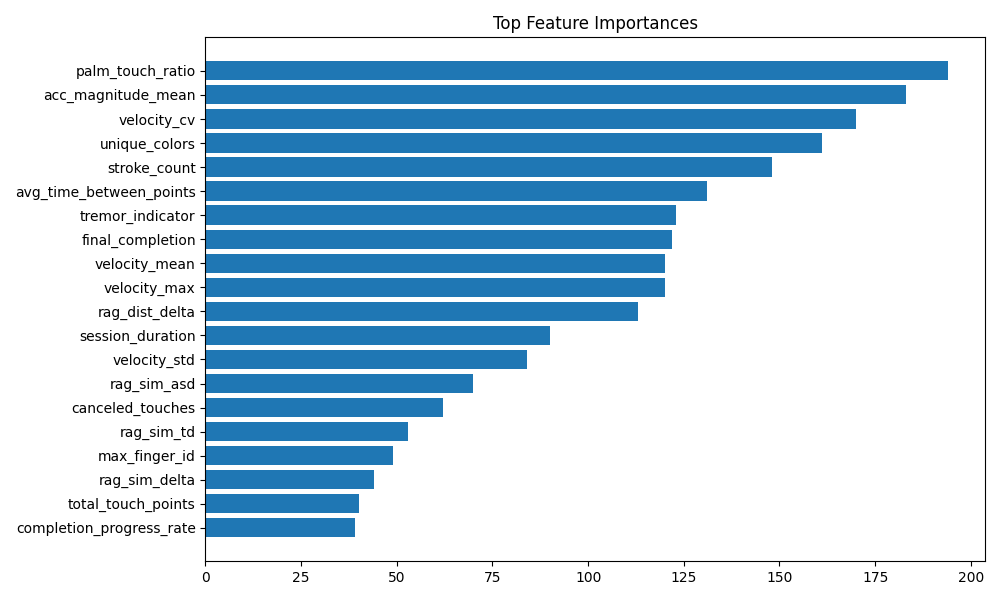 Top Feature Importances
palm_touch_ratio
acc_magnitude_mean
velocity_cv
unique_colors
stroke_count
avg_time_between_points
tremor_indicator
final_completion
velocity_mean
velocity_max
rag_dist_delta
session_duration
velocity_std
rag_sim_asd
canceled_touches
rag_sim_td
max_finger_id
rag_sim_delta
total_touch_points
completion_progress_rate
0 25 50 75 100 125 150 175 200